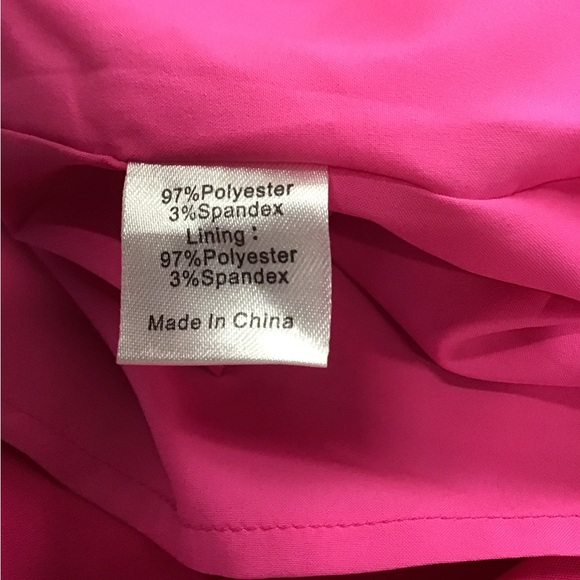 97%Polyester
3%Spandex
Lining:
97%Polyester
3%Spandex
Made In China